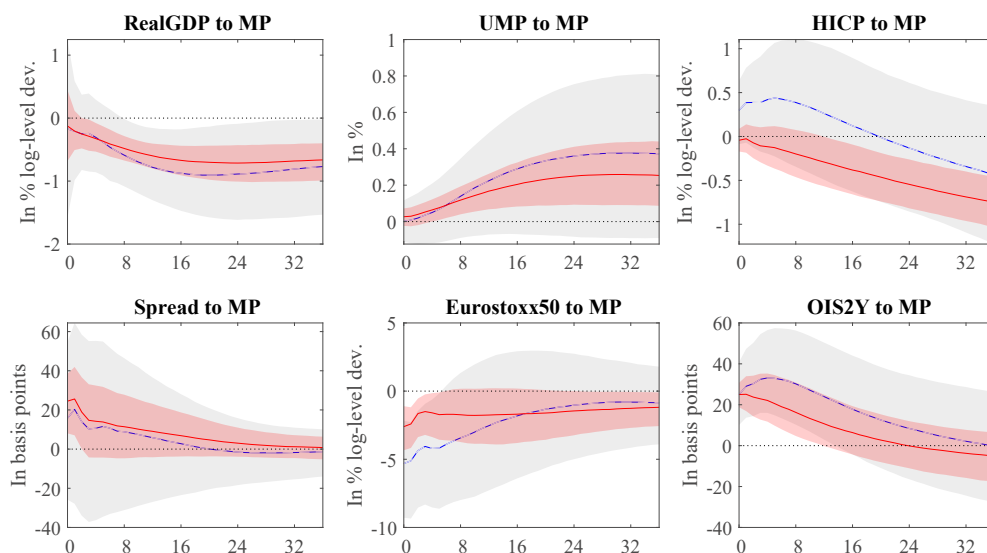 RealGDP to MP
UMP to MP
HICP to MP
In % log-level dev.
1
0
-1
-2
0 8 16 24 32
In %
1
0.8
0.6
0.4
0.2
0
0 8 16 24 32
In % log-level dev.
1
0.5
0
-0.5
-1
0 8 16 24 32
Spread to MP
Eurostoxx50 to MP
OIS2Y to MP
In basis points
60
40
20
0
-20
-40
0 8 16 24 32
In % log-level dev.
5
0
-5
-10
0 8 16 24 32
In basis points
60
40
20
0
-20
-40
0 8 16 24 32